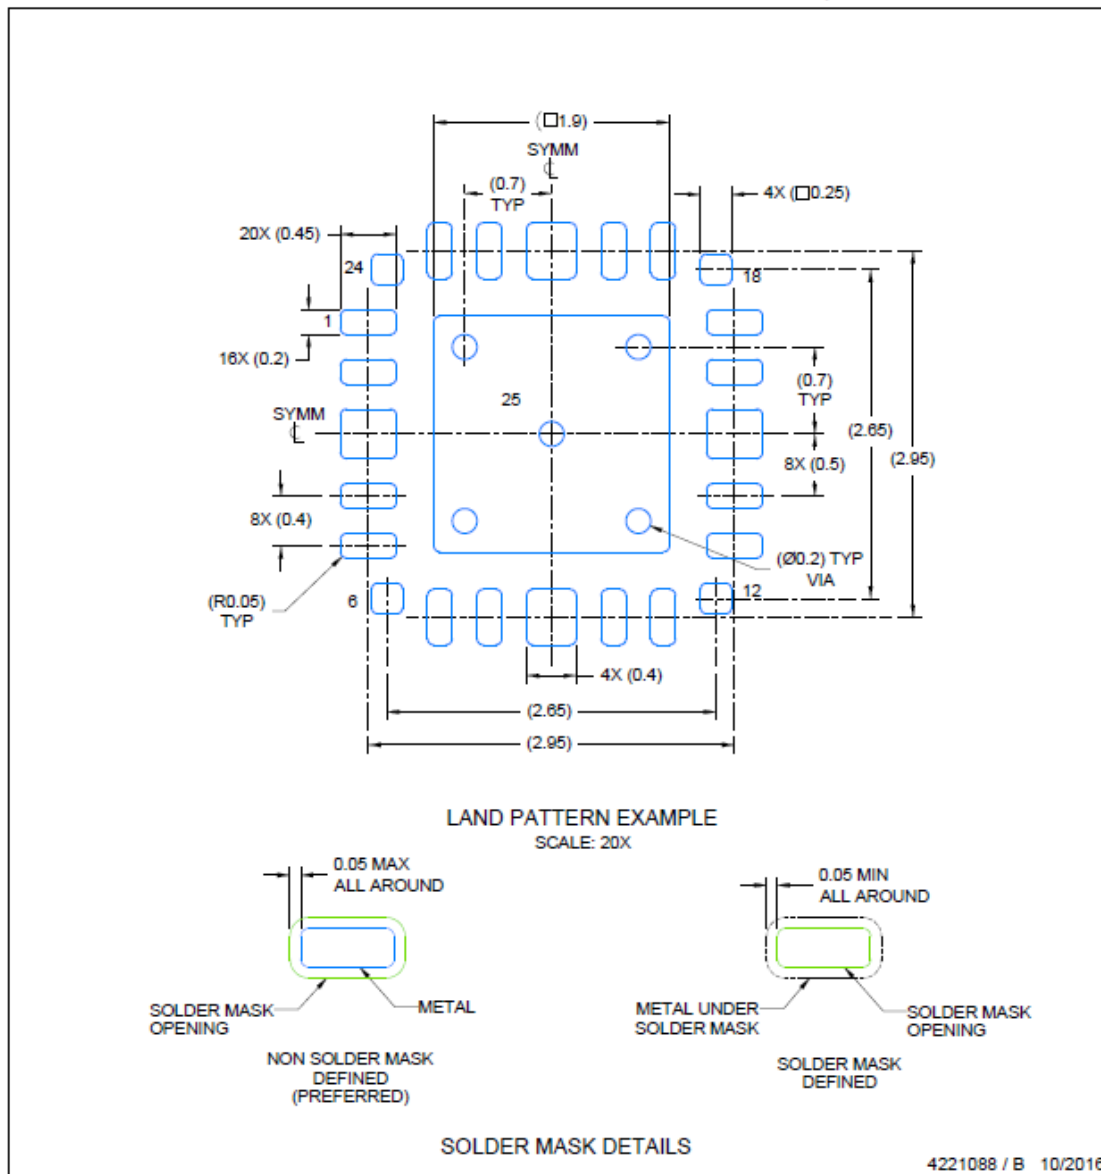 (□1.9)
SYMM
℄
(0.7)
TYP
4X (□0.25)
20X (0.45)
24
18
1
16X (0.2)
(0.7)
TYP
25
SYMM
℄
(2.65)
(2.95)
8X (0.5)
8X (0.4)
(Ø0.2) TYP
VIA
(R0.05)
TYP
6
12
4X (0.4)
(2.65)
(2.95)
LAND PATTERN EXAMPLE
SCALE: 20X
0.05 MAX
ALL AROUND
0.05 MIN
ALL AROUND
SOLDER MASK
OPENING
METAL
METAL UNDER
SOLDER MASK
SOLDER MASK
OPENING
NON SOLDER MASK
DEFINED
(PREFERRED)
SOLDER MASK
DEFINED
SOLDER MASK DETAILS
4221088 / B 10/2016